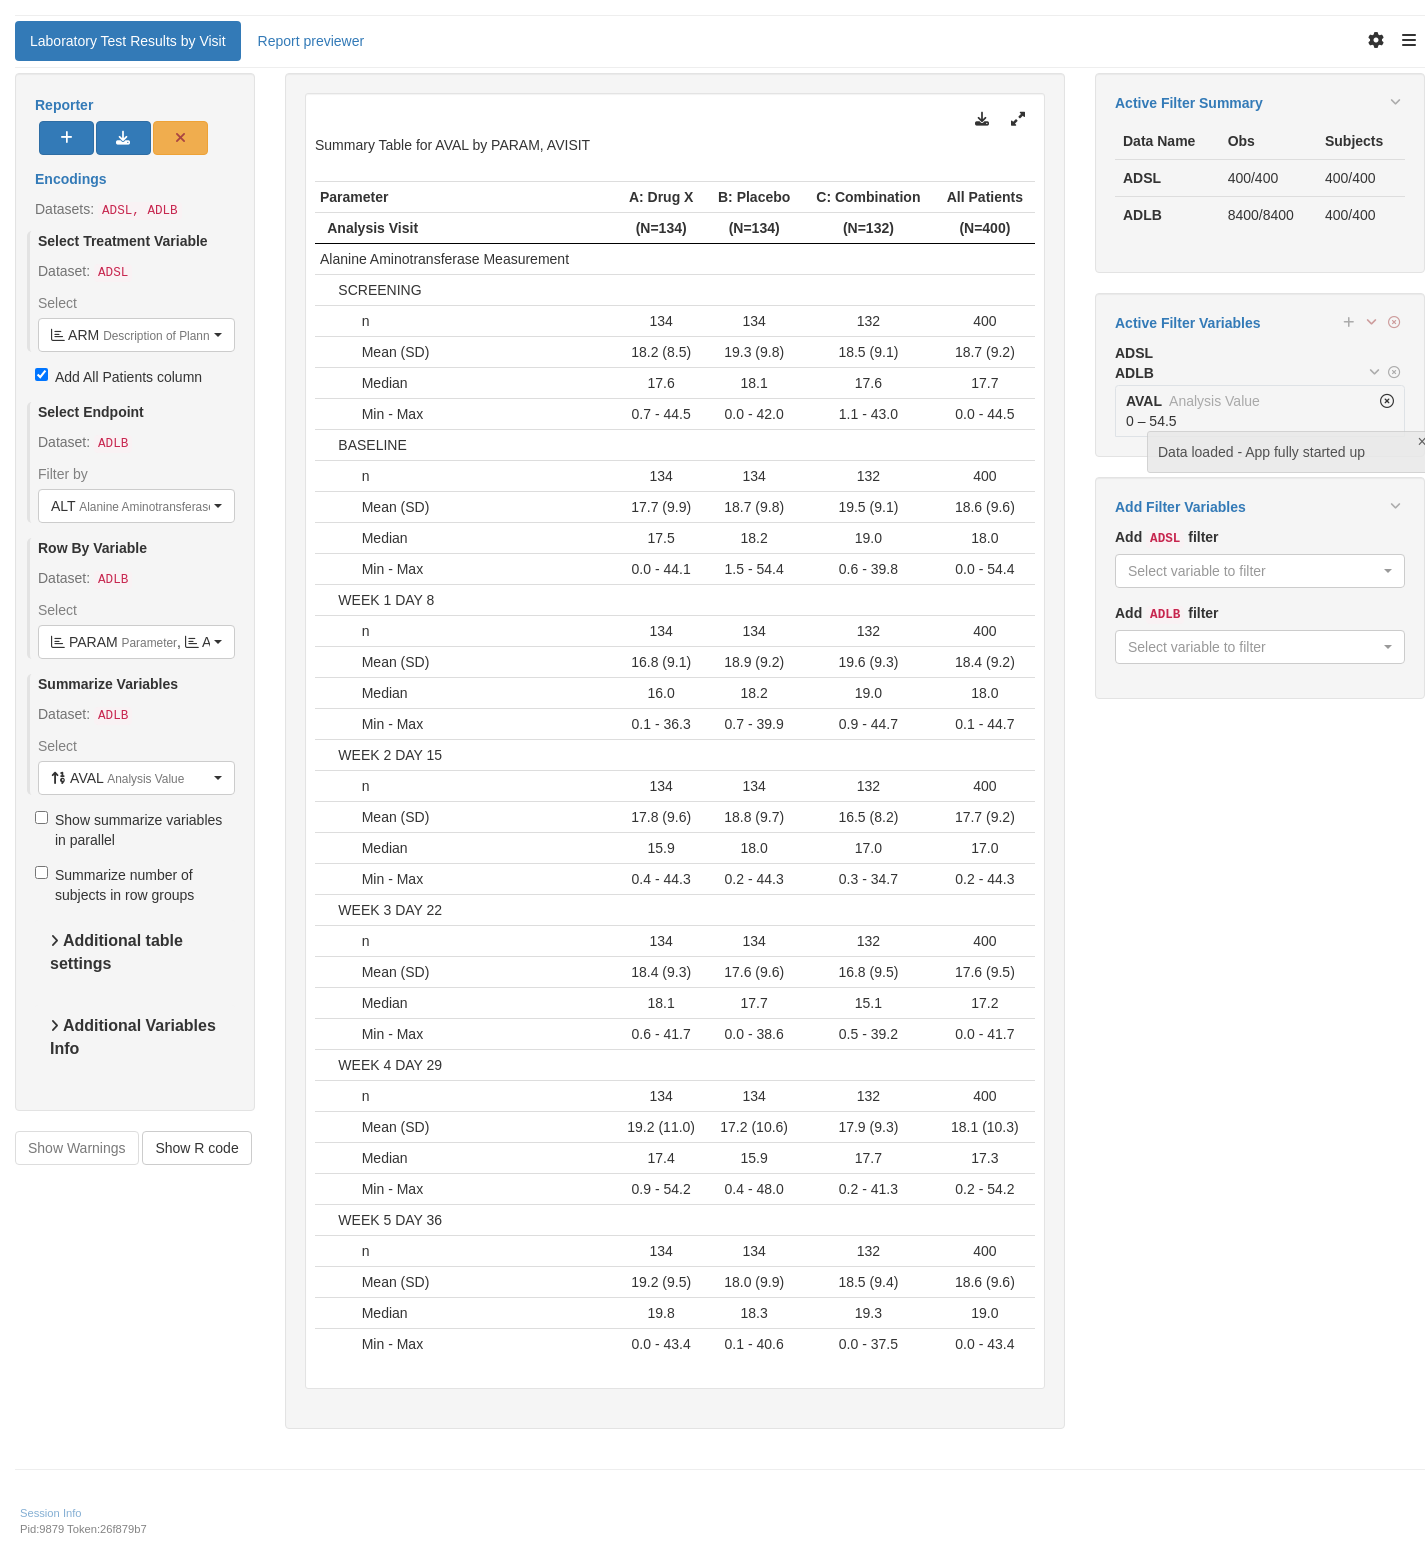 Laboratory Test Results by Visit
Report previewer
Reporter
Encodings
Datasets: ADSL, ADLB
Select Treatment Variable
Dataset: ADSL
Select
ARM Description of Plann
Add All Patients column
Select Endpoint
Dataset: ADLB
Filter by
ALT Alanine Aminotransferase
Row By Variable
Dataset: ADLB
Select
PARAM Parameter, A
Summarize Variables
Dataset: ADLB
Select
AVAL Analysis Value
Show summarize variables
in parallel
Summarize number of
subjects in row groups
Additional table
settings
Additional Variables
Info
Show Warnings
Show R code
Summary Table for AVAL by PARAM, AVISIT
Parameter A: Drug X B: Placebo C: Combination All Patients
Analysis Visit (N=134) (N=134) (N=132) (N=400)
Alanine Aminotransferase Measurement
SCREENING
n 134 134 132 400
Mean (SD) 18.2 (8.5) 19.3 (9.8) 18.5 (9.1) 18.7 (9.2)
Median 17.6 18.1 17.6 17.7
Min - Max 0.7 - 44.5 0.0 - 42.0 1.1 - 43.0 0.0 - 44.5
BASELINE
n 134 134 132 400
Mean (SD) 17.7 (9.9) 18.7 (9.8) 19.5 (9.1) 18.6 (9.6)
Median 17.5 18.2 19.0 18.0
Min - Max 0.0 - 44.1 1.5 - 54.4 0.6 - 39.8 0.0 - 54.4
WEEK 1 DAY 8
n 134 134 132 400
Mean (SD) 16.8 (9.1) 18.9 (9.2) 19.6 (9.3) 18.4 (9.2)
Median 16.0 18.2 19.0 18.0
Min - Max 0.1 - 36.3 0.7 - 39.9 0.9 - 44.7 0.1 - 44.7
WEEK 2 DAY 15
n 134 134 132 400
Mean (SD) 17.8 (9.6) 18.8 (9.7) 16.5 (8.2) 17.7 (9.2)
Median 15.9 18.0 17.0 17.0
Min - Max 0.4 - 44.3 0.2 - 44.3 0.3 - 34.7 0.2 - 44.3
WEEK 3 DAY 22
n 134 134 132 400
Mean (SD) 18.4 (9.3) 17.6 (9.6) 16.8 (9.5) 17.6 (9.5)
Median 18.1 17.7 15.1 17.2
Min - Max 0.6 - 41.7 0.0 - 38.6 0.5 - 39.2 0.0 - 41.7
WEEK 4 DAY 29
n 134 134 132 400
Mean (SD) 19.2 (11.0) 17.2 (10.6) 17.9 (9.3) 18.1 (10.3)
Median 17.4 15.9 17.7 17.3
Min - Max 0.9 - 54.2 0.4 - 48.0 0.2 - 41.3 0.2 - 54.2
WEEK 5 DAY 36
n 134 134 132 400
Mean (SD) 19.2 (9.5) 18.0 (9.9) 18.5 (9.4) 18.6 (9.6)
Median 19.8 18.3 19.3 19.0
Min - Max 0.0 - 43.4 0.1 - 40.6 0.0 - 37.5 0.0 - 43.4
Active Filter Summary
Data Name Obs Subjects
ADSL 400/400 400/400
ADLB 8400/8400 400/400
Active Filter Variables
ADSL
ADLB
AVAL Analysis Value
0 – 54.5
Data loaded - App fully started up
Add Filter Variables
Add ADSL filter
Select variable to filter
Add ADLB filter
Select variable to filter
Session Info
Pid:9879 Token:26f879b7